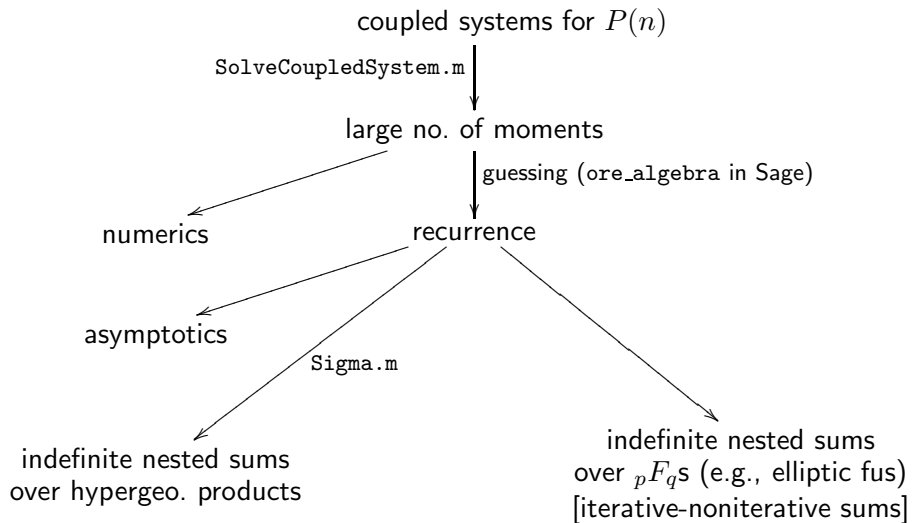 coupled systems for P(n)
SolveCoupledSystem.m
large no. of moments
guessing (ore_algebra in Sage)
numerics
recurrence
asymptotics
Sigma.m
indefinite nested sums
over hypergeo. products
indefinite nested sums
over pFqs (e.g., elliptic fus)
[iterative-noniterative sums]